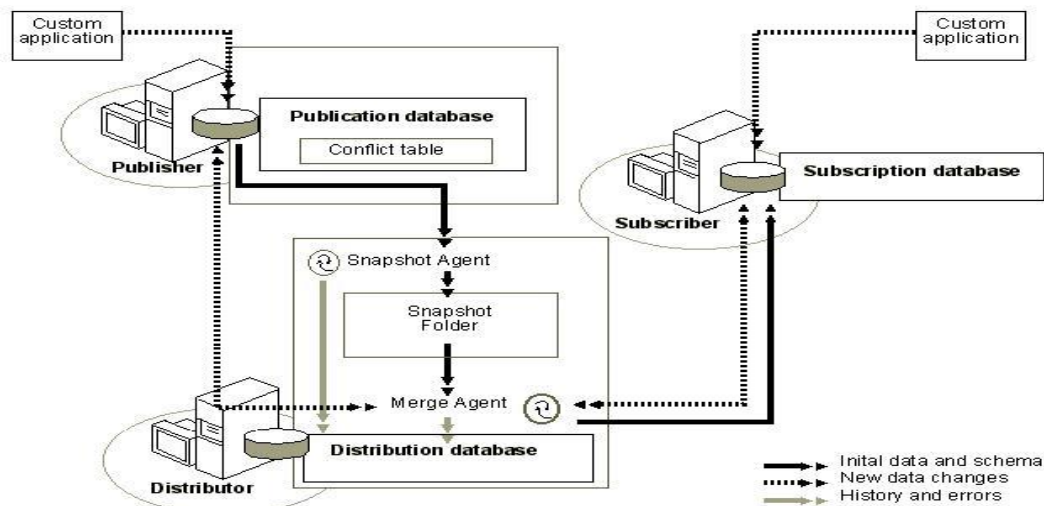 Custom
application
Custom
application
Publication database
Conflict table
Publisher
Subscription database
Subscriber
Snapshot Agent
Snapshot
Folder
Merge Agent
Distribution database
Distributor
Inital data and schema
New data changes
History and errors